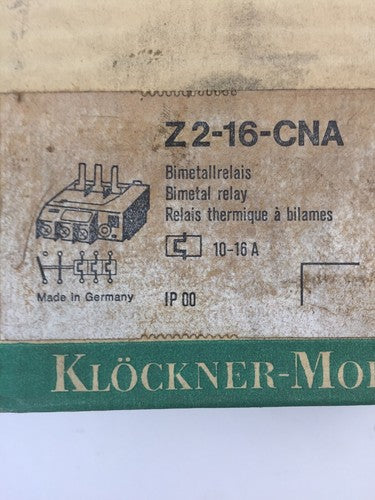 Z 2-16-CNA
Bimetallrelais
Bimetal relay
Relais thermique à bilames
10-16 A
Made In Germany
IP 00
KLÖCKNER-MO